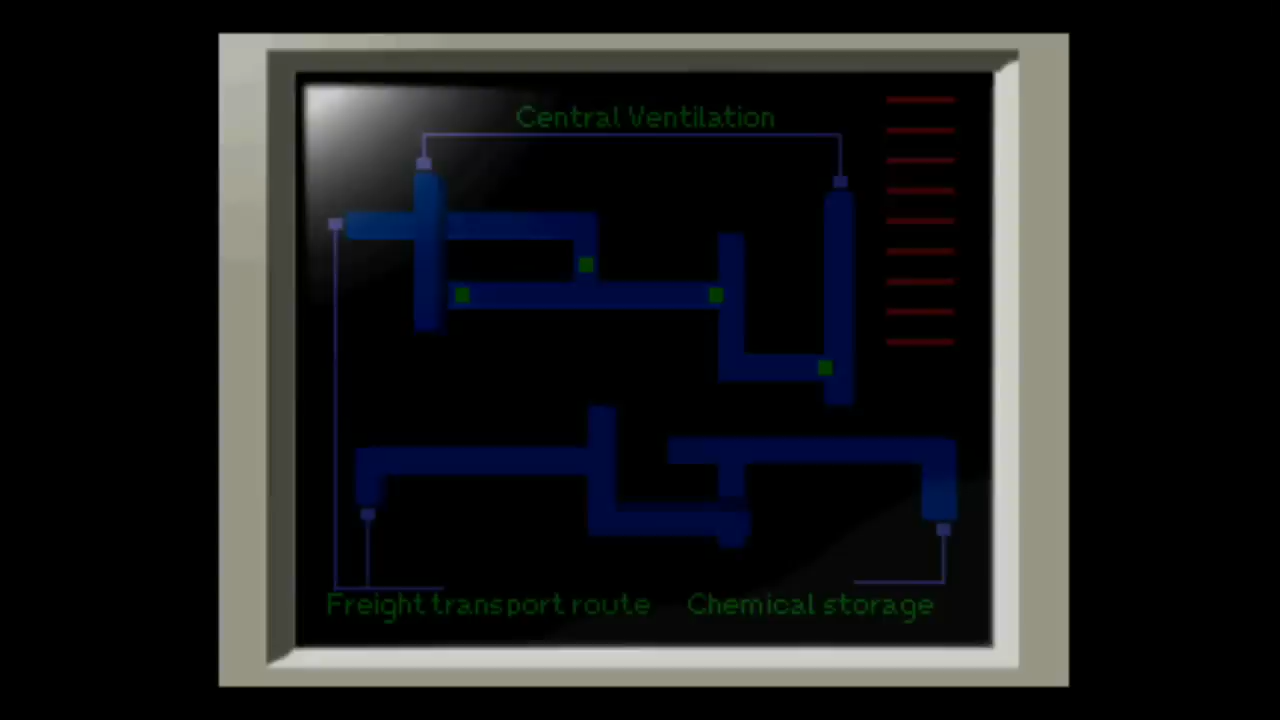 Central Ventilation
Freight transport route
Chemical storage